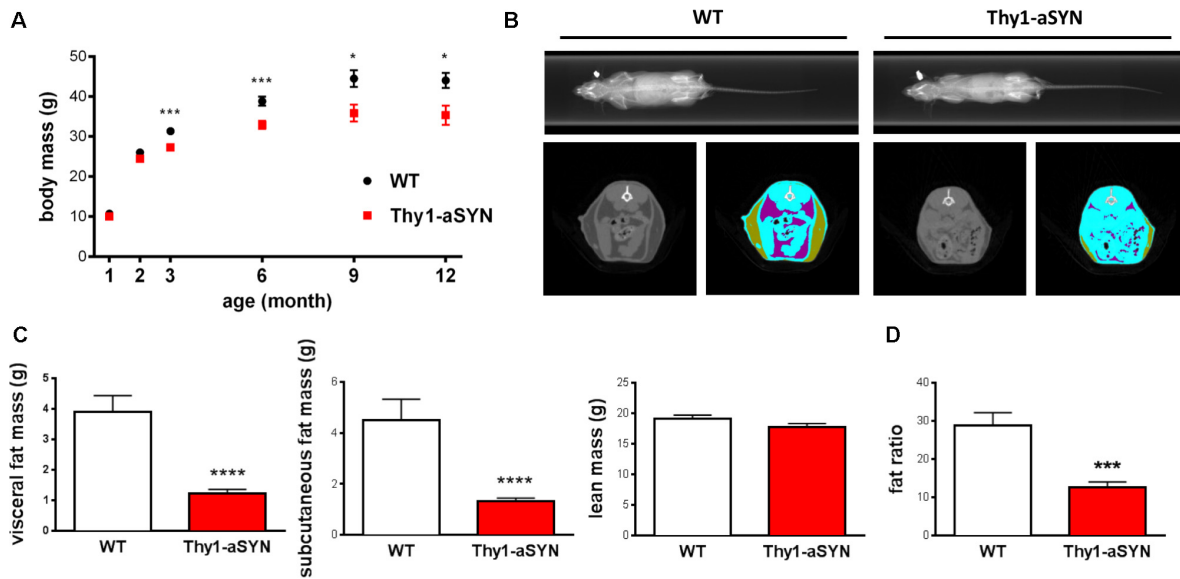 A
body mass (g)
50
40
30
20
10
0
***
***
*
*
WT
Thy1-aSYN
1
2
3
6
9
12
age (month)
B
WT
Thy1-aSYN
C
visceral fat mass (g)
5
4
3
2
1
0
****
WT
Thy1-aSYN
subcutaneous fat mass (g)
6
4
2
0
****
WT
Thy1-aSYN
lean mass (g)
25
20
15
10
5
0
WT
Thy1-aSYN
D
fat ratio
40
30
20
10
0
***
WT
Thy1-aSYN